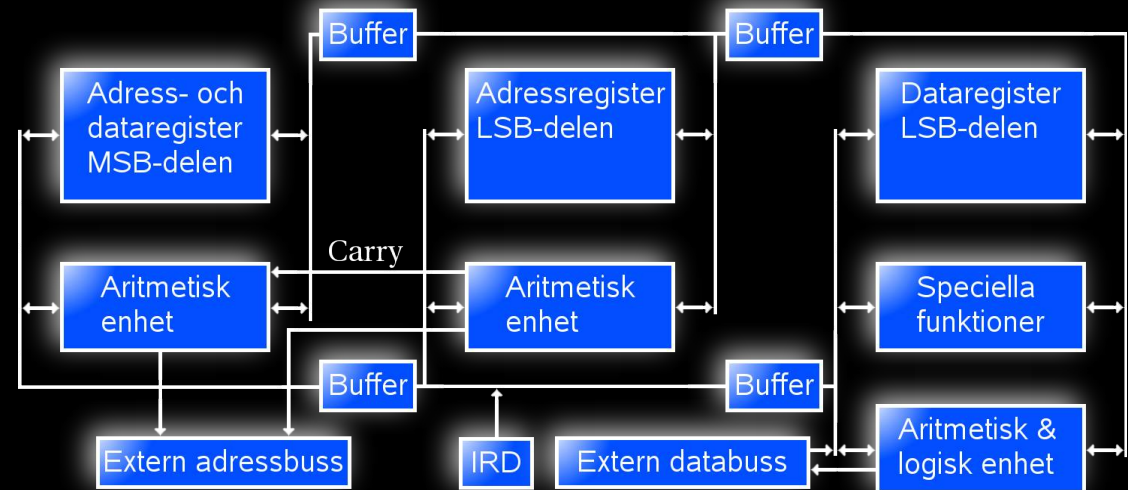 Buffer
Buffer
Adress- och
dataregister
MSB-delen
Adressregister
LSB-delen
Dataregister
LSB-delen
Carry
Aritmetisk
enhet
Aritmetisk
enhet
Speciella
funktioner
Buffer
Buffer
Extern adressbuss
IRD
Extern databuss
Aritmetisk &
logisk enhet